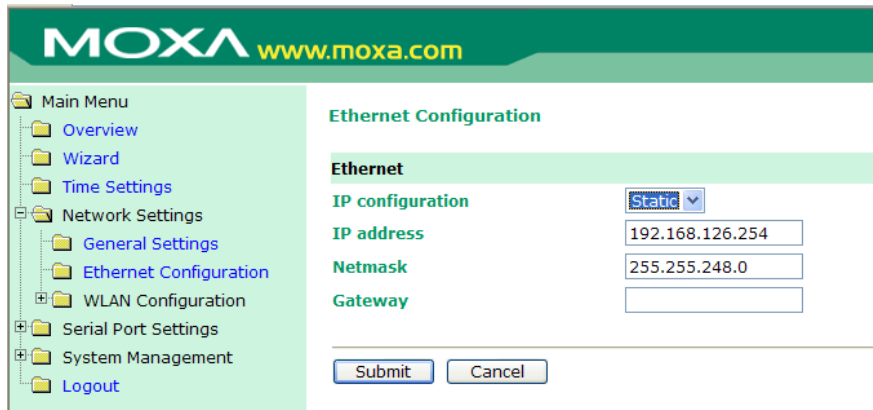 MOXA www.moxa.com
Main Menu
Overview
Wizard
Time Settings
Network Settings
General Settings
Ethernet Configuration
WLAN Configuration
Serial Port Settings
System Management
Logout
Ethernet Configuration
Ethernet
IP configuration Static
IP address 192.168.126.254
Netmask 255.255.248.0
Gateway
Submit Cancel